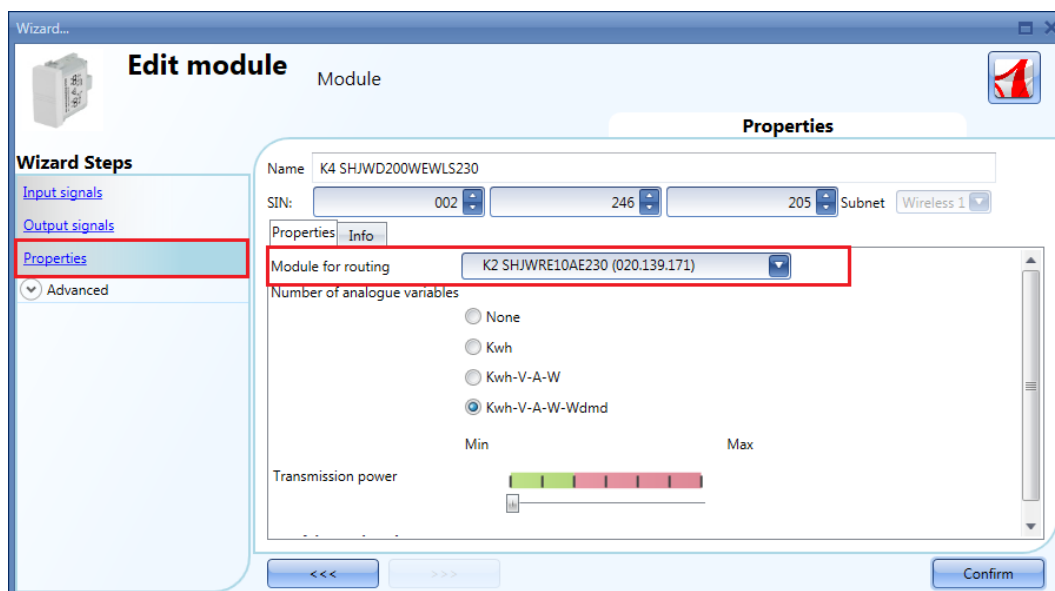 Wizard...
Edit module
Module
Properties
Wizard Steps
Input signals
Output signals
Properties
Advanced
Name K4 SHJWD200WEWLS230
SIN: 002 246 205 Subnet Wireless 1
Properties Info
Module for routing K2 SHJWRE10AE230 (020.139.171)
Number of analogue variables
None
Kwh
Kwh-V-A-W
Kwh-V-A-W-Wdmd
Min Max
Transmission power
<<< >>> Confirm